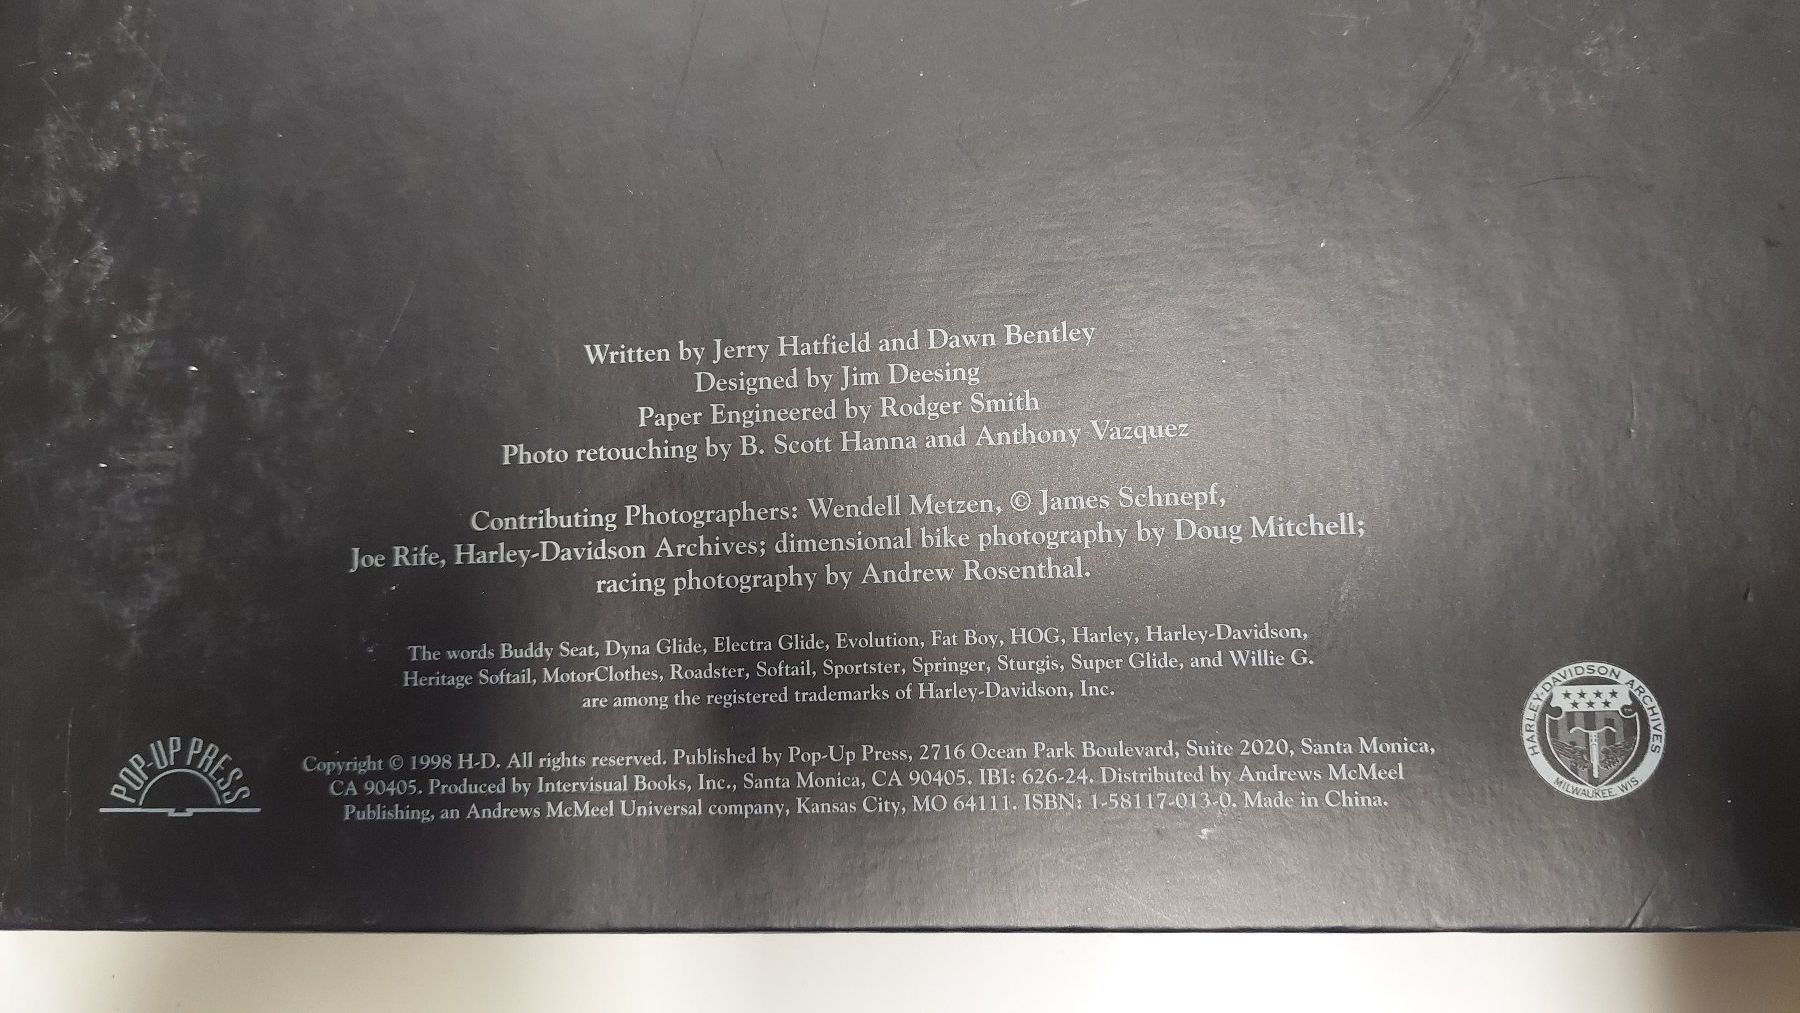 Written by Jerry Hatfield and Dawn Bentley
Designed by Jim Deesing
Paper Engineered by Rodger Smith
Photo retouching by B. Scott Hanna and Anthony Vazquez
Contributing Photographers: Wendell Metzen, © James Schnepf,
Joe Rife, Harley-Davidson Archives; dimensional bike photography by Doug Mitchell;
racing photography by Andrew Rosenthal.
The words Buddy Seat, Dyna Glide, Electra Glide, Evolution, Fat Boy, HOG, Harley, Harley-Davidson,
Heritage Softail, MotorClothes, Roadster, Softail, Sportster, Springer, Sturgis, Super Glide, and Willie G.
are among the registered trademarks of Harley-Davidson, Inc.
POP-UP PRESS
Copyright © 1998 H-D. All rights reserved. Published by Pop-Up Press, 2716 Ocean Park Boulevard, Suite 2020, Santa Monica,
CA 90405. Produced by Intervisual Books, Inc., Santa Monica, CA 90405. IBI: 626-24. Distributed by Andrews McMeel
Publishing, an Andrews McMeel Universal company, Kansas City, MO 64111. ISBN: 1-58117-013-0. Made in China.
HARLEY-DAVIDSON ARCHIVES
H-D
MILWAUKEE, WIS.